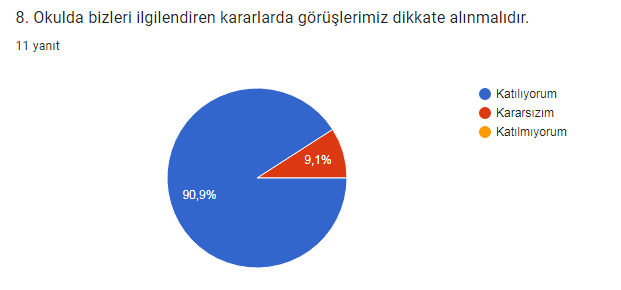 8. Okulda bizleri ilgilendiren kararlarda görüşlerimiz dikkate alınmalıdır.
11 yanıt
Katılıyorum
Kararsızım
Katılmıyorum
9,1%
90,9%